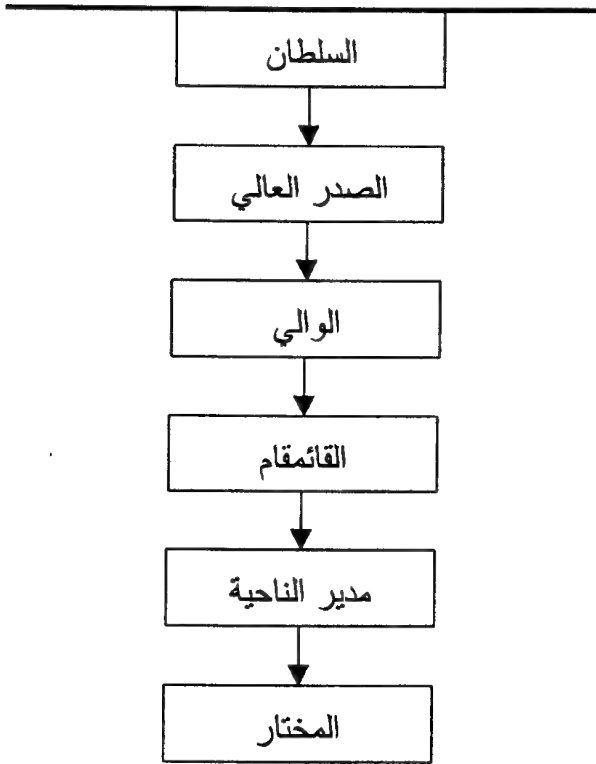 السلطان
الصدر العالي
الوالي
القائمقام
مدير الناحية
المختار